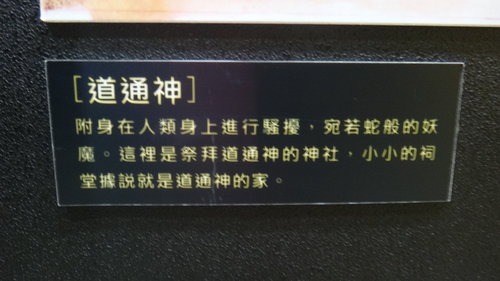 [道通神]
附身在人類身上進行騷擾，宛若蛇般的妖
魔。這裡是祭拜道通神的神社，小小的祠
堂據說就是道通神的家。